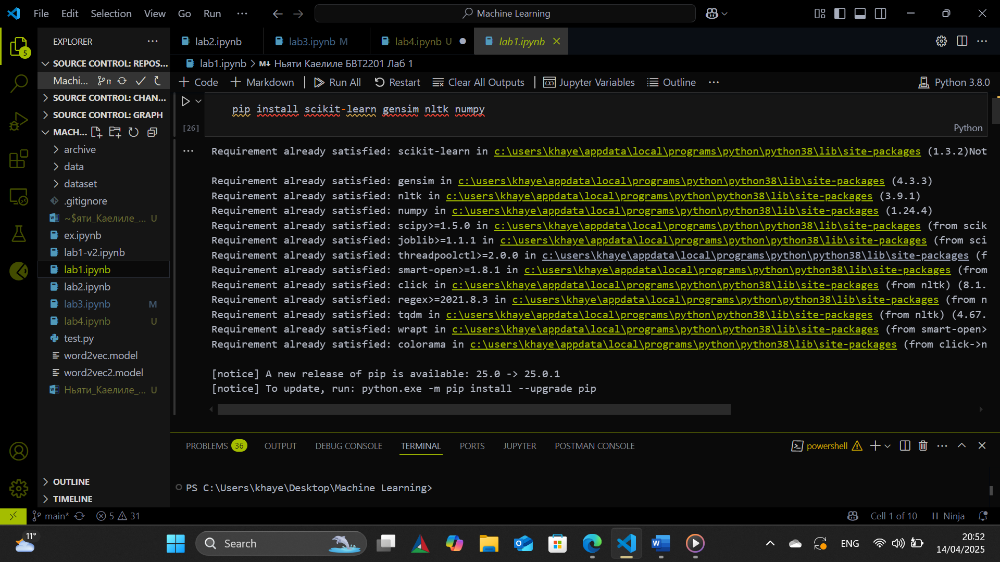 File Edit Selection View Go Run ··· Machine Learning
EXPLORER ···
SOURCE CONTROL: REPOS...
Machi...
SOURCE CONTROL: CHAN...
SOURCE CONTROL: GRAPH
MACH...
archive
data
dataset
.gitignore
~$яти_Каелиле_... U
ex.ipynb
lab1-v2.ipynb
lab1.ipynb
lab2.ipynb
lab3.ipynb M
lab4.ipynb U
test.py
word2vec.model
word2vec2.model
Ньяти_Каелиле_... U
OUTLINE
TIMELINE
5
lab2.ipynb lab3.ipynb M lab4.ipynb U lab1.ipynb
lab1.ipynb > M↓ Ньяти Каелиле БВТ2201 Лаб 1
+ Code + Markdown Run All Restart Clear All Outputs Jupyter Variables Outline ··· Python 3.8.0
pip install scikit-learn gensim nltk numpy
[26] Python
Requirement already satisfied: scikit-learn in c:\users\khaye\appdata\local\programs\python\python38\lib\site-packages (1.3.2)Not
Requirement already satisfied: gensim in c:\users\khaye\appdata\local\programs\python\python38\lib\site-packages (4.3.3)
Requirement already satisfied: nltk in c:\users\khaye\appdata\local\programs\python\python38\lib\site-packages (3.9.1)
Requirement already satisfied: numpy in c:\users\khaye\appdata\local\programs\python\python38\lib\site-packages (1.24.4)
Requirement already satisfied: scipy>=1.5.0 in c:\users\khaye\appdata\local\programs\python\python38\lib\site-packages (from scik
Requirement already satisfied: joblib>=1.1.1 in c:\users\khaye\appdata\local\programs\python\python38\lib\site-packages (from sci
Requirement already satisfied: threadpoolctl>=2.0.0 in c:\users\khaye\appdata\local\programs\python\python38\lib\site-packages (f
Requirement already satisfied: smart-open>=1.8.1 in c:\users\khaye\appdata\local\programs\python\python38\lib\site-packages (from
Requirement already satisfied: click in c:\users\khaye\appdata\local\programs\python\python38\lib\site-packages (from nltk) (8.1.
Requirement already satisfied: regex>=2021.8.3 in c:\users\khaye\appdata\local\programs\python\python38\lib\site-packages (from n
Requirement already satisfied: tqdm in c:\users\khaye\appdata\local\programs\python\python38\lib\site-packages (from nltk) (4.67.
Requirement already satisfied: wrapt in c:\users\khaye\appdata\local\programs\python\python38\lib\site-packages (from smart-open>
Requirement already satisfied: colorama in c:\users\khaye\appdata\local\programs\python\python38\lib\site-packages (from click->n
[notice] A new release of pip is available: 25.0 -> 25.0.1
[notice] To update, run: python.exe -m pip install --upgrade pip
PROBLEMS 36 OUTPUT DEBUG CONSOLE TERMINAL PORTS JUPYTER POSTMAN CONSOLE powershell
PS C:\Users\khaye\Desktop\Machine Learning>
main* 5 31 Cell 1 of 10 Ninja
11° Search ENG 20:52
14/04/2025